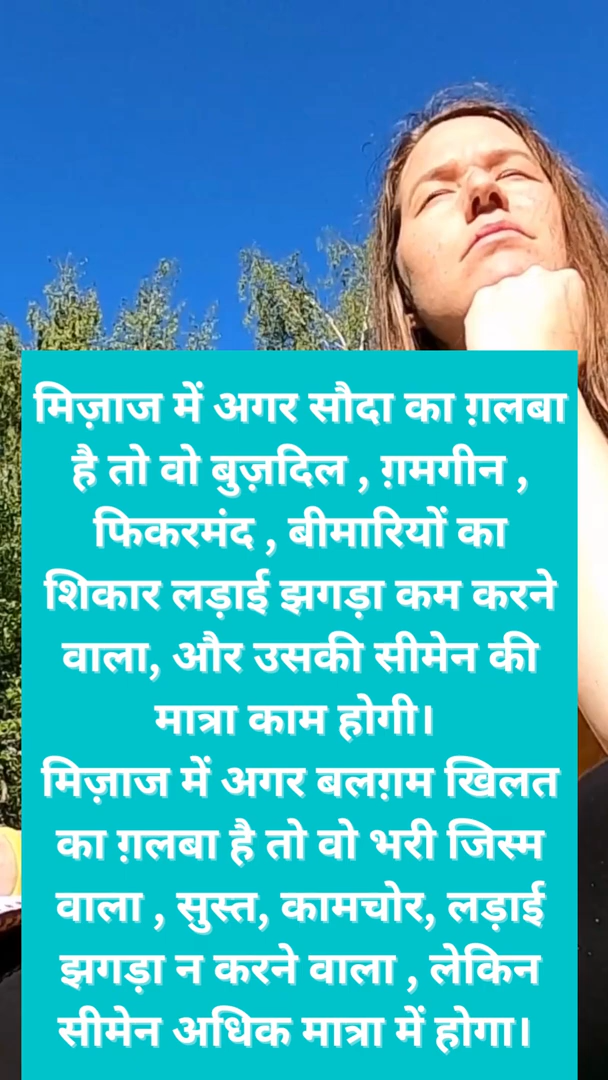 मिज़ाज में अगर सौदा का ग़लबा
है तो वो बुज़दिल , ग़मगीन ,
फिकरमंद , बीमारियों का
शिकार लड़ाई झगड़ा कम करने
वाला, और उसकी सीमेन की
मात्रा काम होगी।
मिज़ाज में अगर बलग़म खिलत
का ग़लबा है तो वो भरी जिस्म
वाला , सुस्त, कामचोर, लड़ाई
झगड़ा न करने वाला , लेकिन
सीमेन अधिक मात्रा में होगा।